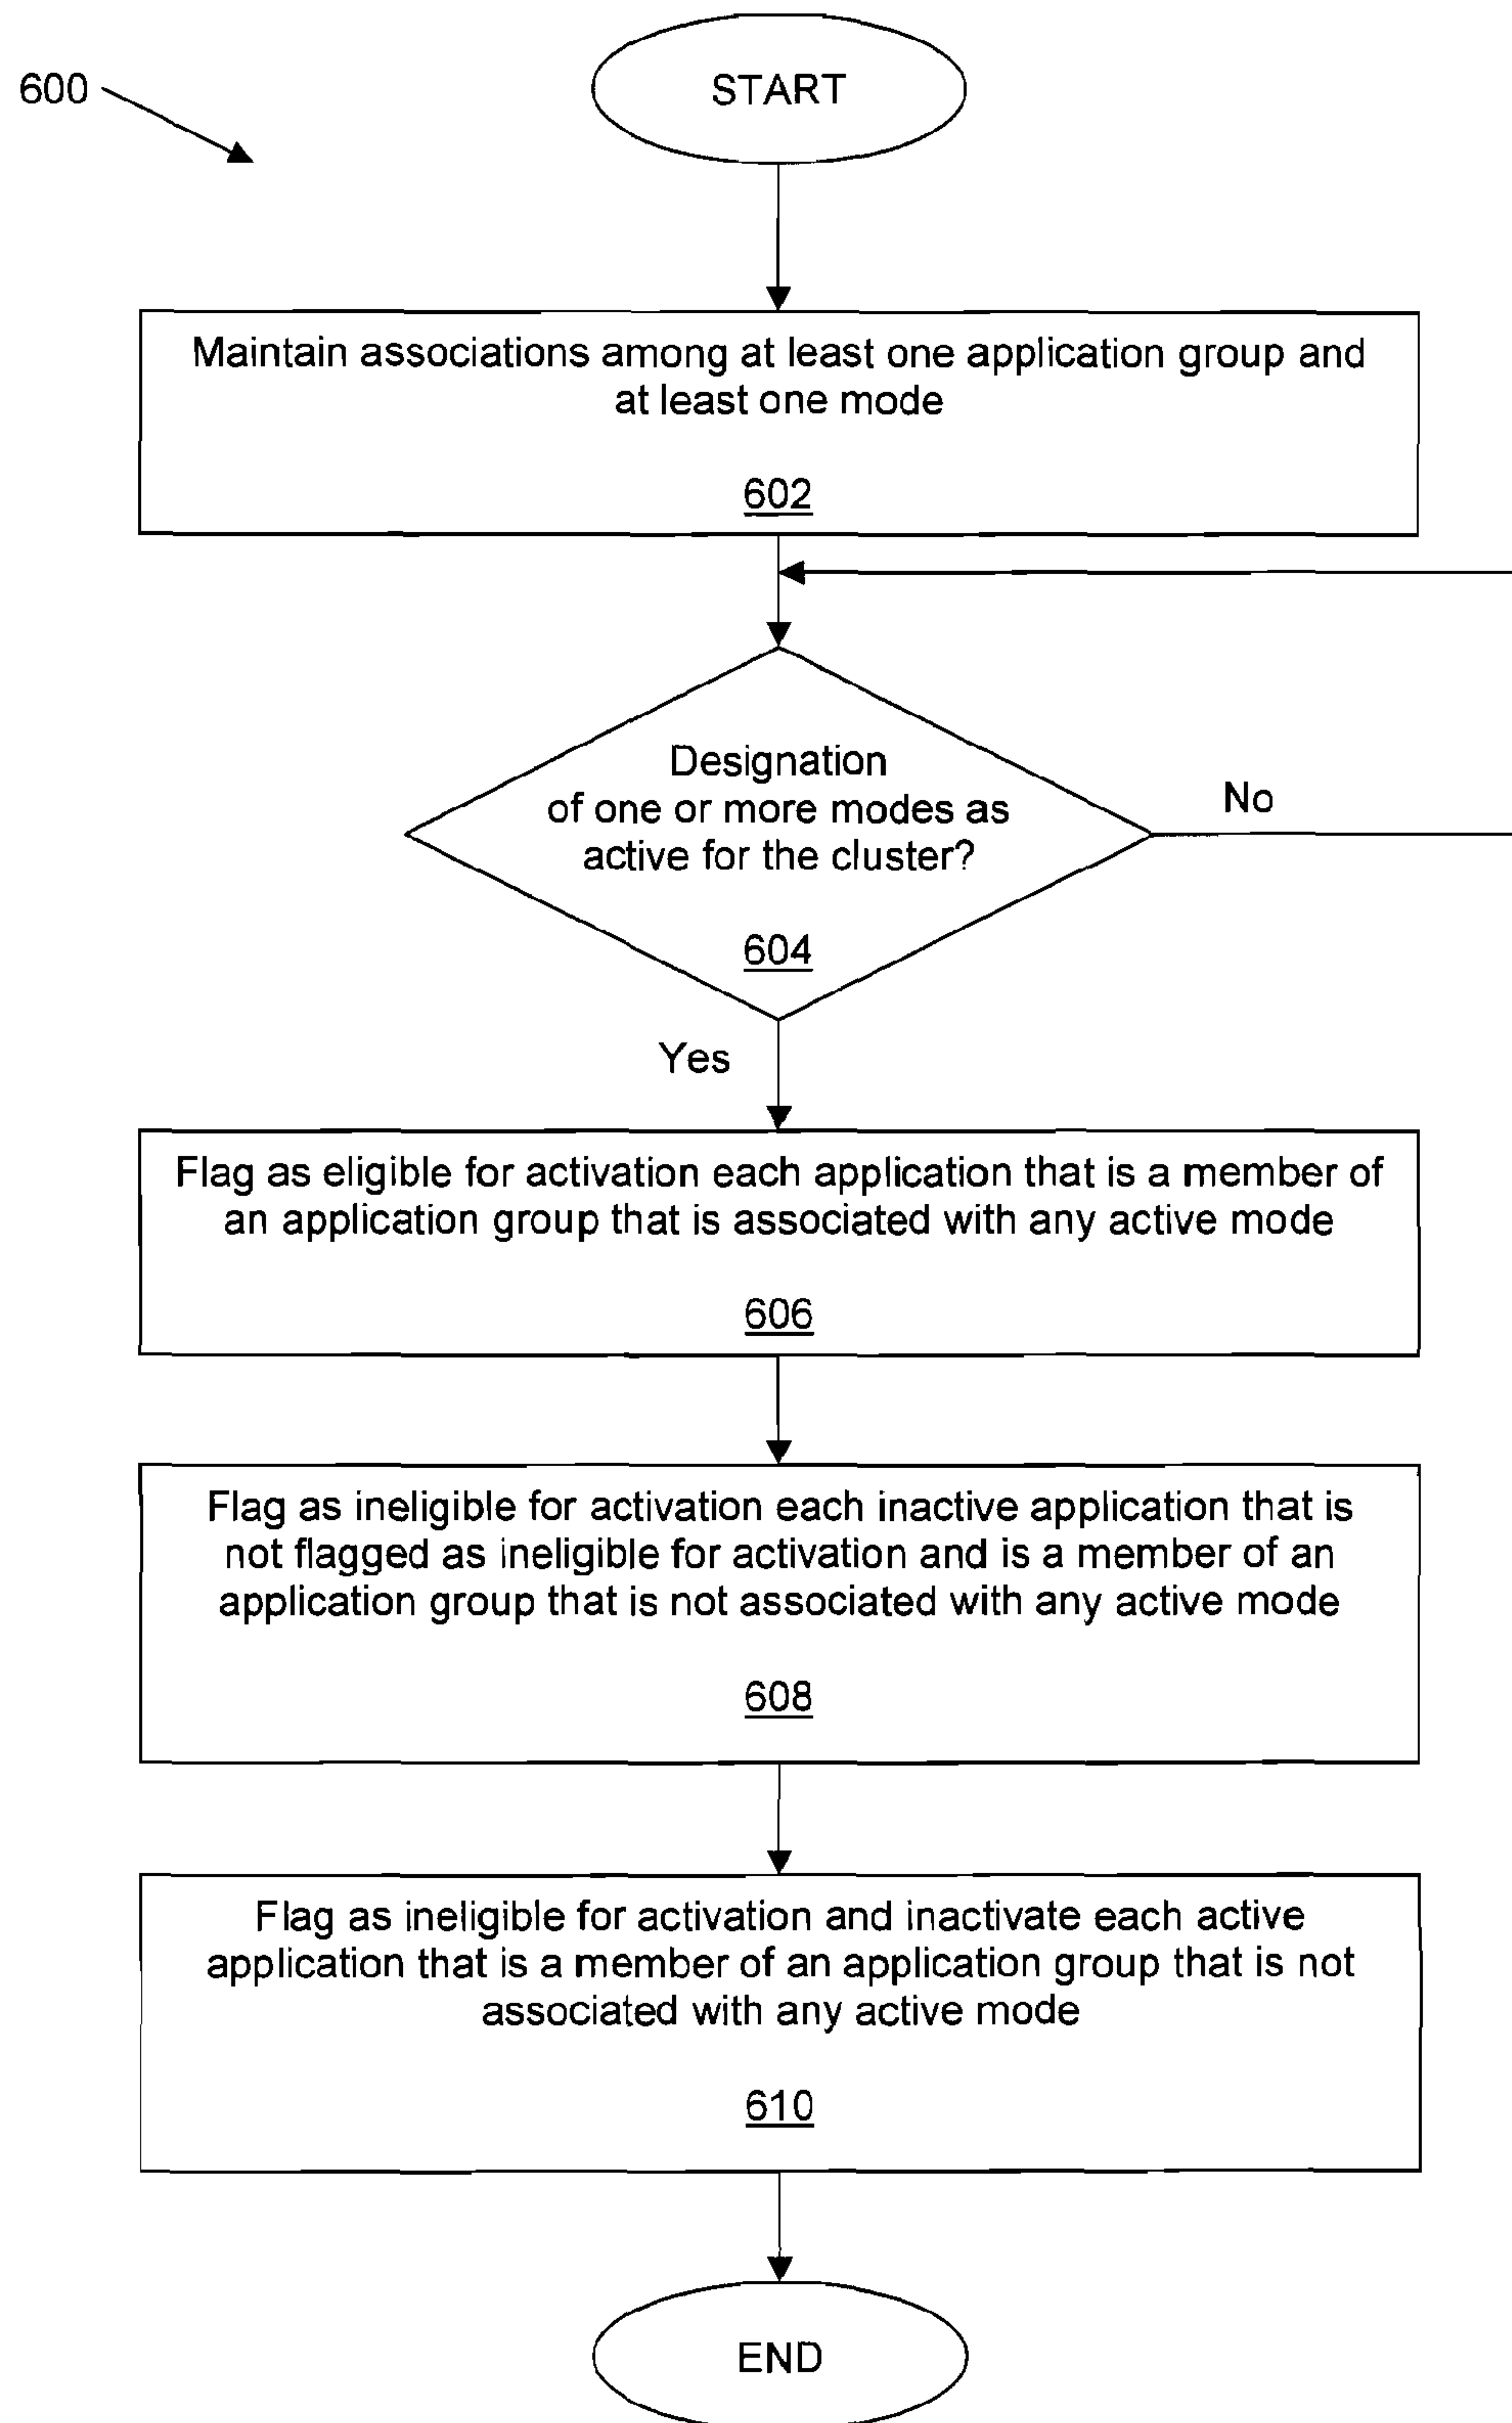 600
START
Maintain associations among at least one application group and
at least one mode
602
Designation
of one or more modes as
active for the cluster?
604
No
Yes
Flag as eligible for activation each application that is a member of
an application group that is associated with any active mode
606
Flag as ineligible for activation each inactive application that is
not flagged as ineligible for activation and is a member of an
application group that is not associated with any active mode
608
Flag as ineligible for activation and inactivate each active
application that is a member of an application group that is not
associated with any active mode
610
END